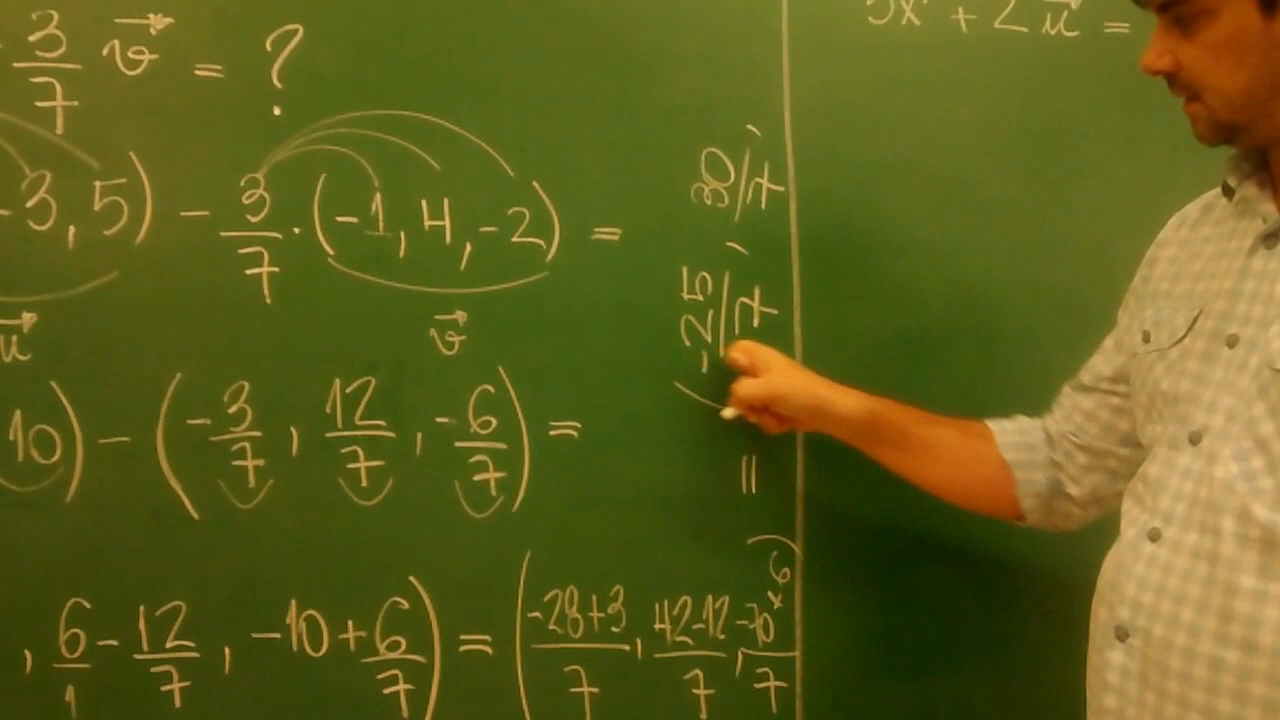 3/7 v⃗ = ?
-3, 5) - 3/7 · (-1, 4, -2) =
u⃗ v⃗
10) - (-3/7, 12/7, -6/7) =
, 6/1 - 12/7, -10 + 6/7) = ((-28+3)/7, (42-12)/7, (-70+6)/7)
= (-25/7, 30/7,
5x⃗ + 2u⃗ =